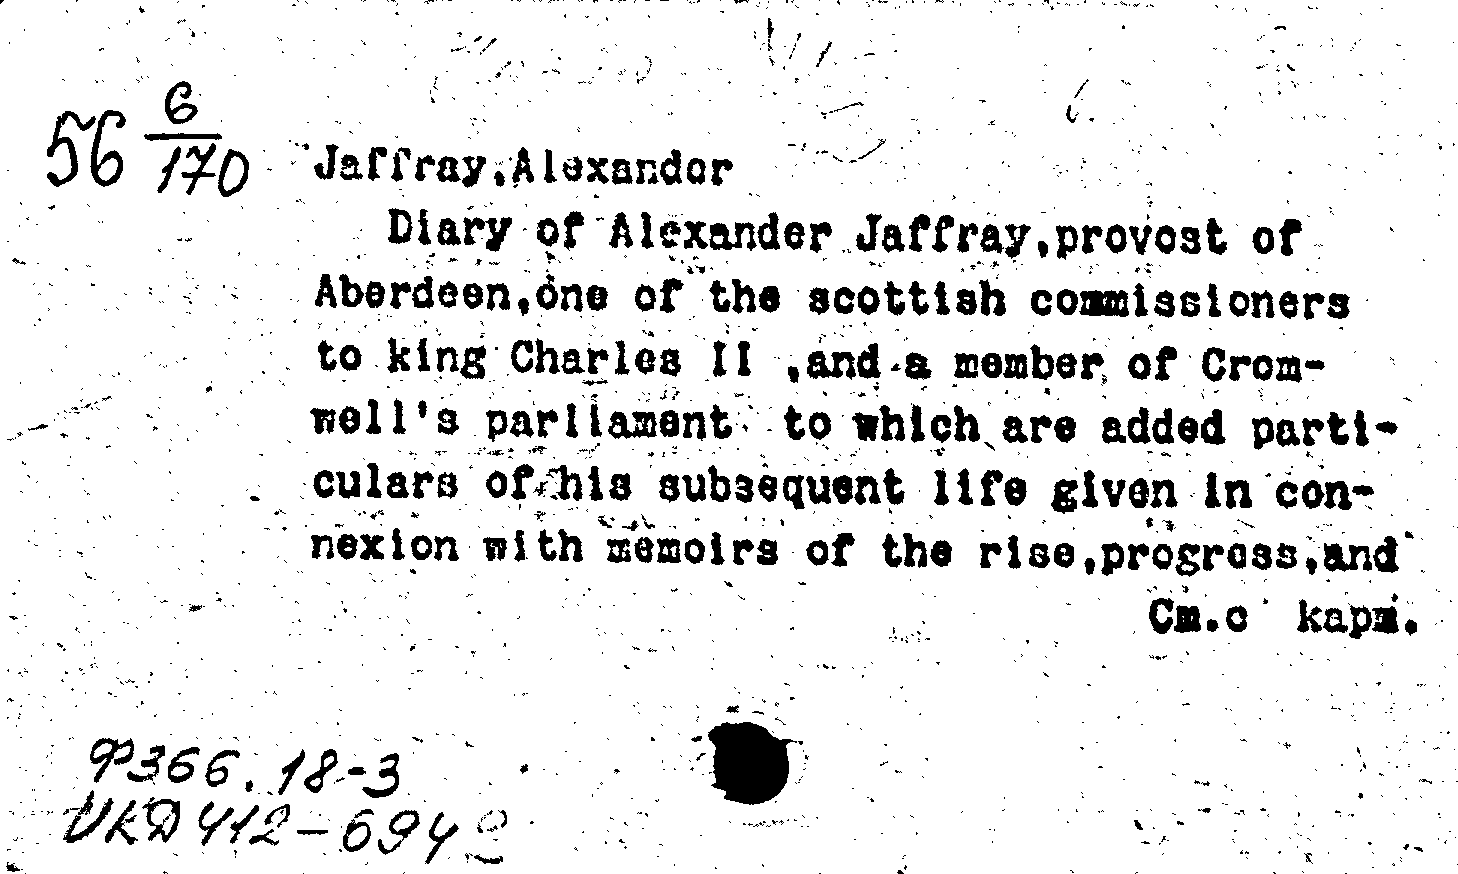 56 6/170
Jaffray,Alexander
Diary of Alexander Jaffray,provost of
Aberdeen,one of the scottish commissioners
to king Charles II ,and a member of Crom-
well's parliament to which are added parti-
culars of his subsequent life given in con-
nexion with memoirs of the rise,progress,and
См.с карт.
Ф366.18-3
UKD 412-694